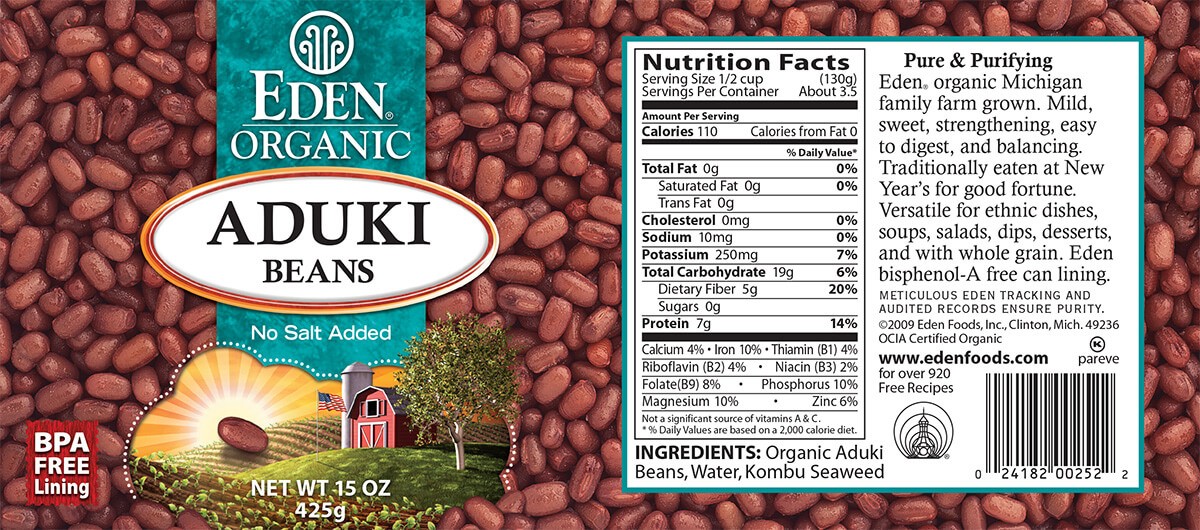 EDEN®
ORGANIC
ADUKI
BEANS
No Salt Added
BPA
FREE
Lining
NET WT 15 OZ
425g
Nutrition Facts
Serving Size 1/2 cup (130g)
Servings Per Container About 3.5
Amount Per Serving
Calories 110 Calories from Fat 0
% Daily Value*
Total Fat 0g 0%
Saturated Fat 0g 0%
Trans Fat 0g
Cholesterol 0mg 0%
Sodium 10mg 0%
Potassium 250mg 7%
Total Carbohydrate 19g 6%
Dietary Fiber 5g 20%
Sugars 0g
Protein 7g 14%
Calcium 4% • Iron 10% • Thiamin (B1) 4%
Riboflavin (B2) 4% • Niacin (B3) 2%
Folate(B9) 8% • Phosphorus 10%
Magnesium 10% • Zinc 6%
Not a significant source of vitamins A & C.
* % Daily Values are based on a 2,000 calorie diet.
INGREDIENTS: Organic Aduki
Beans, Water, Kombu Seaweed
Pure & Purifying
Eden® organic Michigan
family farm grown. Mild,
sweet, strengthening, easy
to digest, and balancing.
Traditionally eaten at New
Year's for good fortune.
Versatile for ethnic dishes,
soups, salads, dips, desserts,
and with whole grain. Eden
bisphenol-A free can lining.
METICULOUS EDEN TRACKING AND
AUDITED RECORDS ENSURE PURITY.
©2009 Eden Foods, Inc., Clinton, Mich. 49236
OCIA Certified Organic
K
pareve
www.edenfoods.com
for over 920
Free Recipes
®
0 24182 00252 2